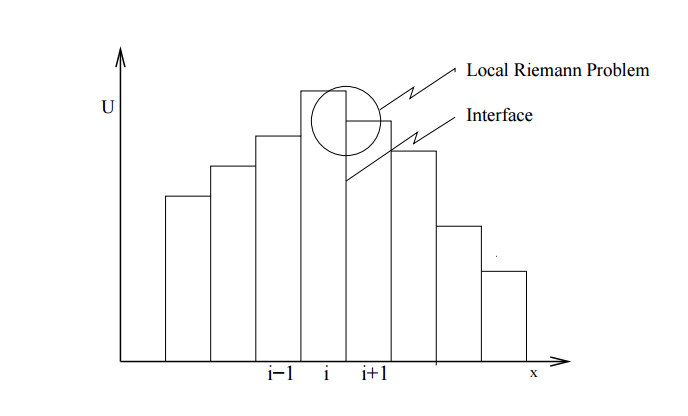 Local Riemann Problem
U
Interface
i−1 i i+1 x